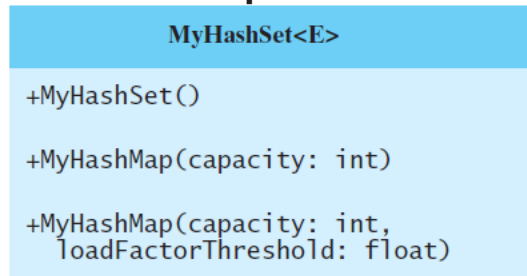 MyHashSet<E>
+MyHashSet()
+MyHashMap(capacity: int)
+MyHashMap(capacity: int,
loadFactorThreshold: float)